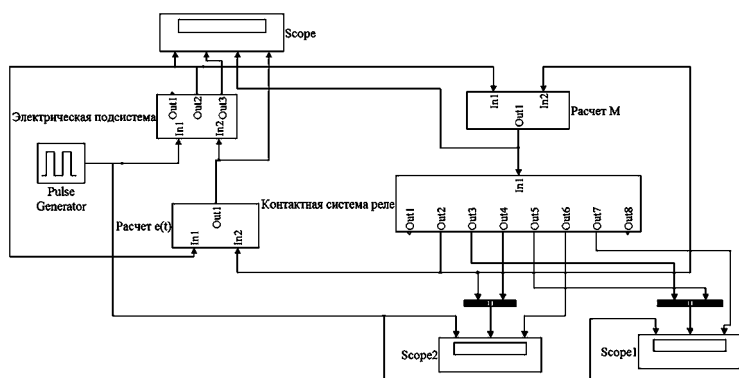 Scope
Out1
Out2
Out3
Электрическая подсистема
In1
In2
In1
In2
Расчет М
Out1
Pulse
Generator
In1
Контактная система реле
Out1
Out2
Out3
Out4
Out5
Out6
Out7
Out8
Out1
Расчет e(t)
In1
In2
Scope2
Scope1